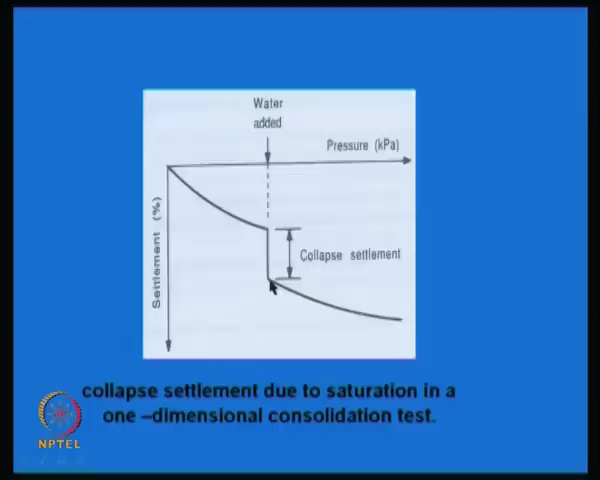 Water
added
Pressure (kPa)
Settlement (%)
Collapse settlement
collapse settlement due to saturation in a
one –dimensional consolidation test.
NPTEL